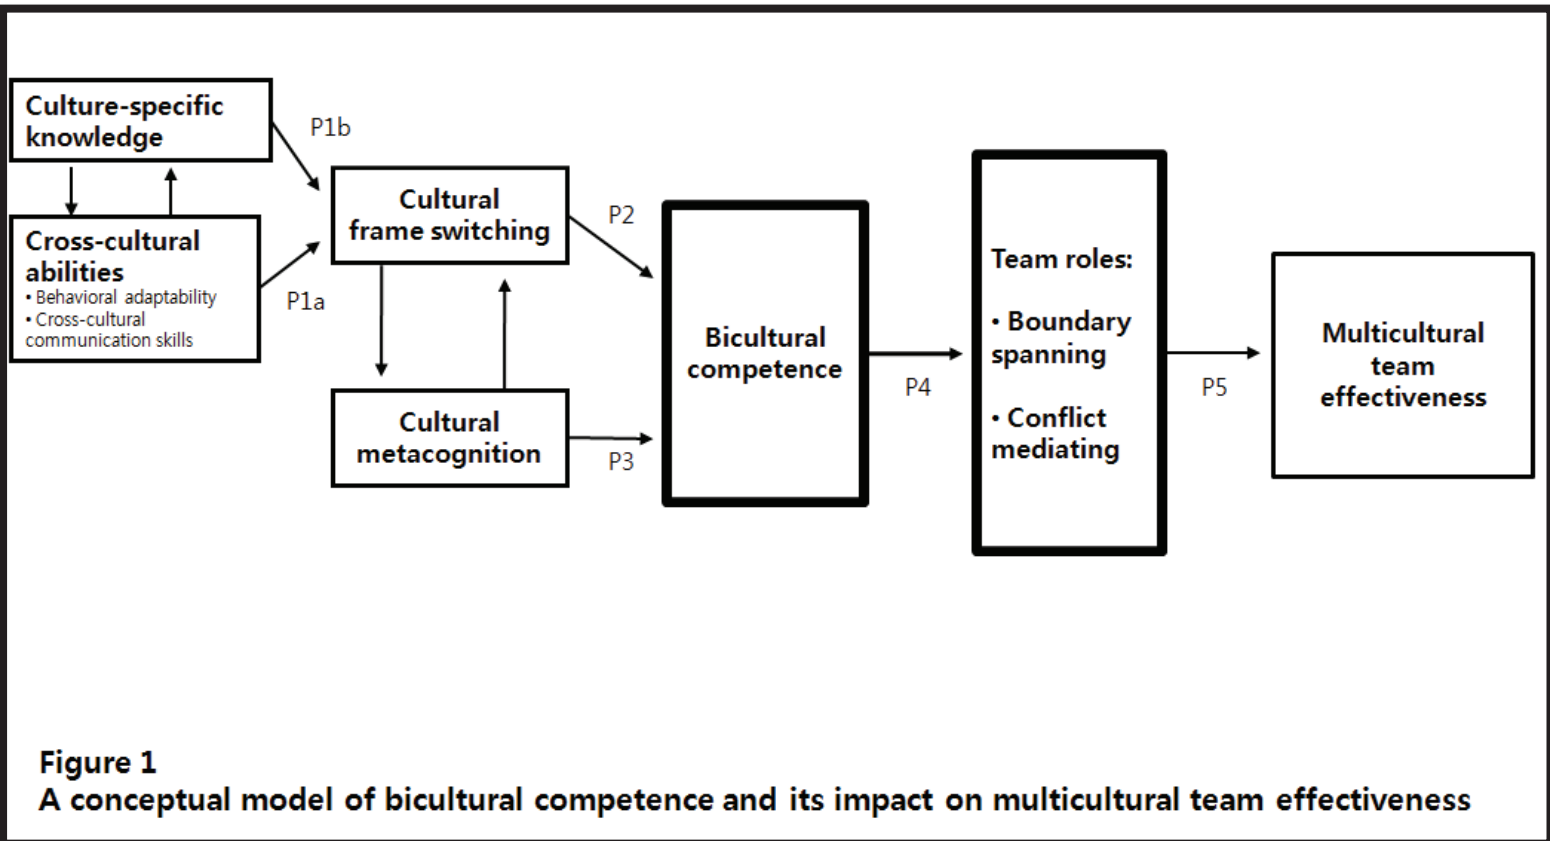 Culture-specific
knowledge
P1b
Cross-cultural
abilities
• Behavioral adaptability
• Cross-cultural
communication skills
P1a
Cultural
frame switching
P2
Cultural
metacognition
P3
Bicultural
competence
P4
Team roles:
• Boundary
spanning
• Conflict
mediating
P5
Multicultural
team
effectiveness
Figure 1
A conceptual model of bicultural competence and its impact on multicultural team effectiveness